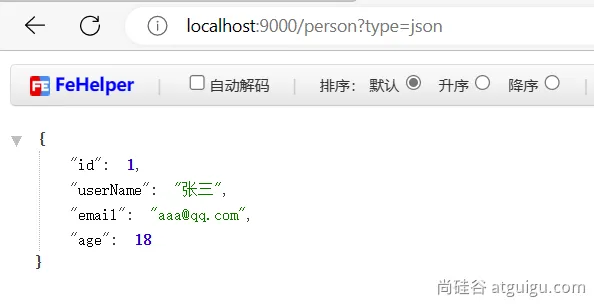 localhost:9000/person?type=json
FE FeHelper | 自动解码 | 排序： 默认 升序 降序 |
{
"id": 1,
"userName": "张三",
"email": "aaa@qq.com",
"age": 18
}
尚硅谷 atguigu.com